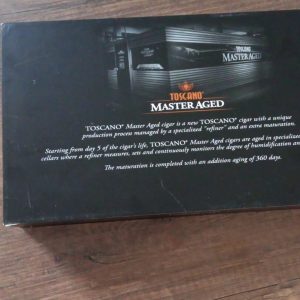 TOSCANO
MASTER AGED
TOSCANO®
MASTER AGED
TOSCANO® Master Aged cigar is a new TOSCANO® cigar with a unique
production process managed by a specialized "refiner" and an extra maturation.
Starting from day 5 of the cigar's life, TOSCANO® Master Aged cigars are aged in special
cellars where a refiner measures, sets and continuously monitors the degree of humidification and
The maturation is completed with an addition aging of 360 days.